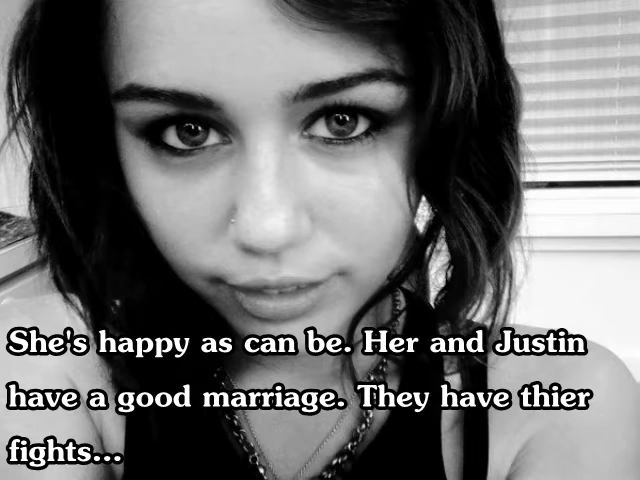 She's happy as can be. Her and Justin
have a good marriage. They have thier
fights...